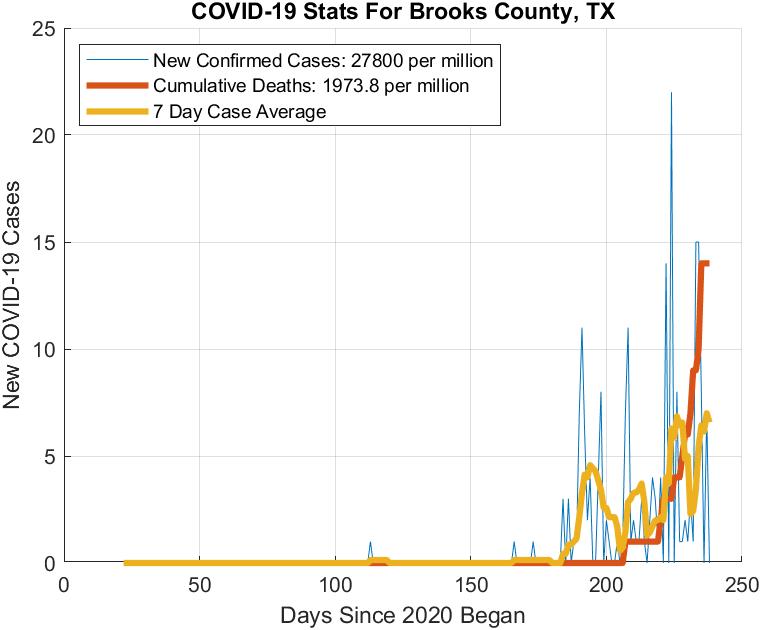 COVID-19 Stats For Brooks County, TX
New Confirmed Cases: 27800 per million
Cumulative Deaths: 1973.8 per million
7 Day Case Average
New COVID-19 Cases
25
20
15
10
5
0
0 50 100 150 200 250
Days Since 2020 Began